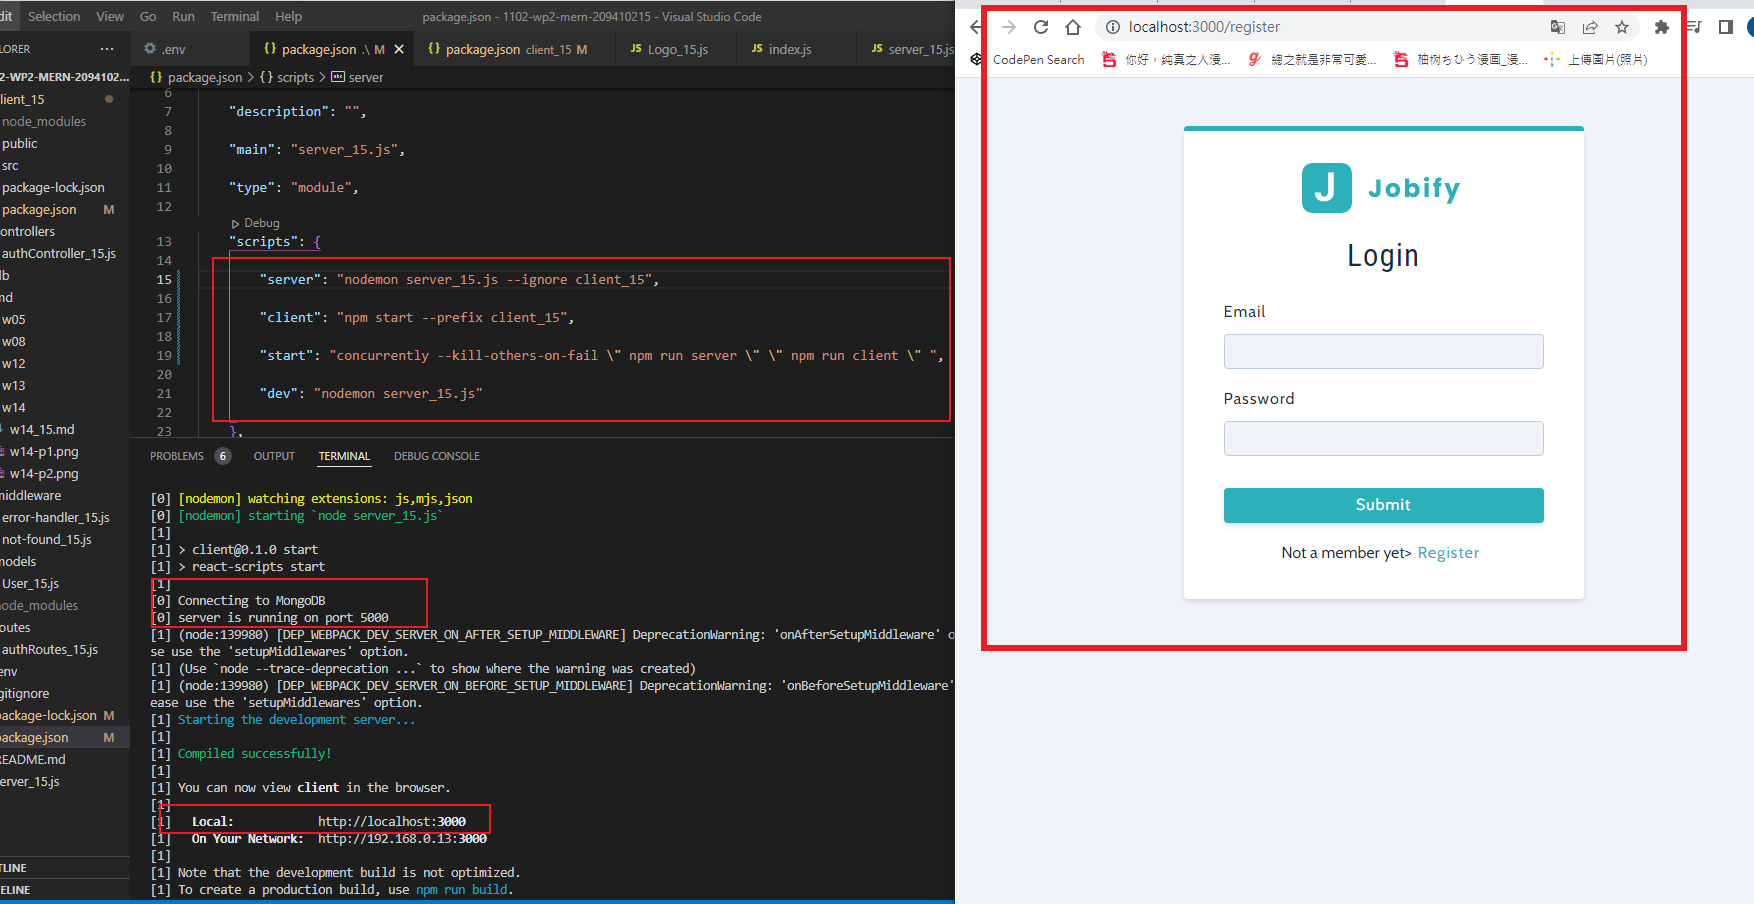 dit Selection View Go Run Terminal Help package.json - 1102-wp2-mern-209410215 - Visual Studio Code
LORER ...
2-WP2-MERN-2094102...
lient_15
node_modules
public
src
package-lock.json
package.json M
ontrollers
authController_15.js
lb
md
w05
w08
w12
w13
w14
w14_15.md
w14-p1.png
w14-p2.png
niddleware
error-handler_15.js
not-found_15.js
nodels
User_15.js
node_modules
outes
authRoutes_15.js
env
gitignore
package-lock.json M
package.json M
README.md
erver_15.js
TLINE
ELINE
.env
{} package.json .\ M ×
{} package.json client_15 M
JS Logo_15.js
JS index.js
JS server_15.js
{} package.json > {} scripts > abc server
6
7 "description": "",
8
9 "main": "server_15.js",
10
11 "type": "module",
12
Debug
13 "scripts": {
14
15 "server": "nodemon server_15.js --ignore client_15",
16
17 "client": "npm start --prefix client_15",
18
19 "start": "concurrently --kill-others-on-fail \" npm run server \" \" npm run client \" ",
20
21 "dev": "nodemon server_15.js"
22
23 },
PROBLEMS 6 OUTPUT TERMINAL DEBUG CONSOLE
[0] [nodemon] watching extensions: js,mjs,json
[0] [nodemon] starting `node server_15.js`
[1]
[1] > client@0.1.0 start
[1] > react-scripts start
[1]
[0] Connecting to MongoDB
[0] server is running on port 5000
[1] (node:139980) [DEP_WEBPACK_DEV_SERVER_ON_AFTER_SETUP_MIDDLEWARE] DeprecationWarning: 'onAfterSetupMiddleware' o
se use the 'setupMiddlewares' option.
[1] (Use `node --trace-deprecation ...` to show where the warning was created)
[1] (node:139980) [DEP_WEBPACK_DEV_SERVER_ON_BEFORE_SETUP_MIDDLEWARE] DeprecationWarning: 'onBeforeSetupMiddleware'
ease use the 'setupMiddlewares' option.
[1] Starting the development server...
[1]
[1] Compiled successfully!
[1]
[1] You can now view client in the browser.
[1]
[1] Local: http://localhost:3000
[1] On Your Network: http://192.168.0.13:3000
[1]
[1] Note that the development build is not optimized.
[1] To create a production build, use npm run build.
localhost:3000/register
CodePen Search 你好，純真之人漫... 總之就是非常可愛... 柚树ちひう漫画_漫... 上傳圖片(照片)
J Jobify
Login
Email
Password
Submit
Not a member yet> Register